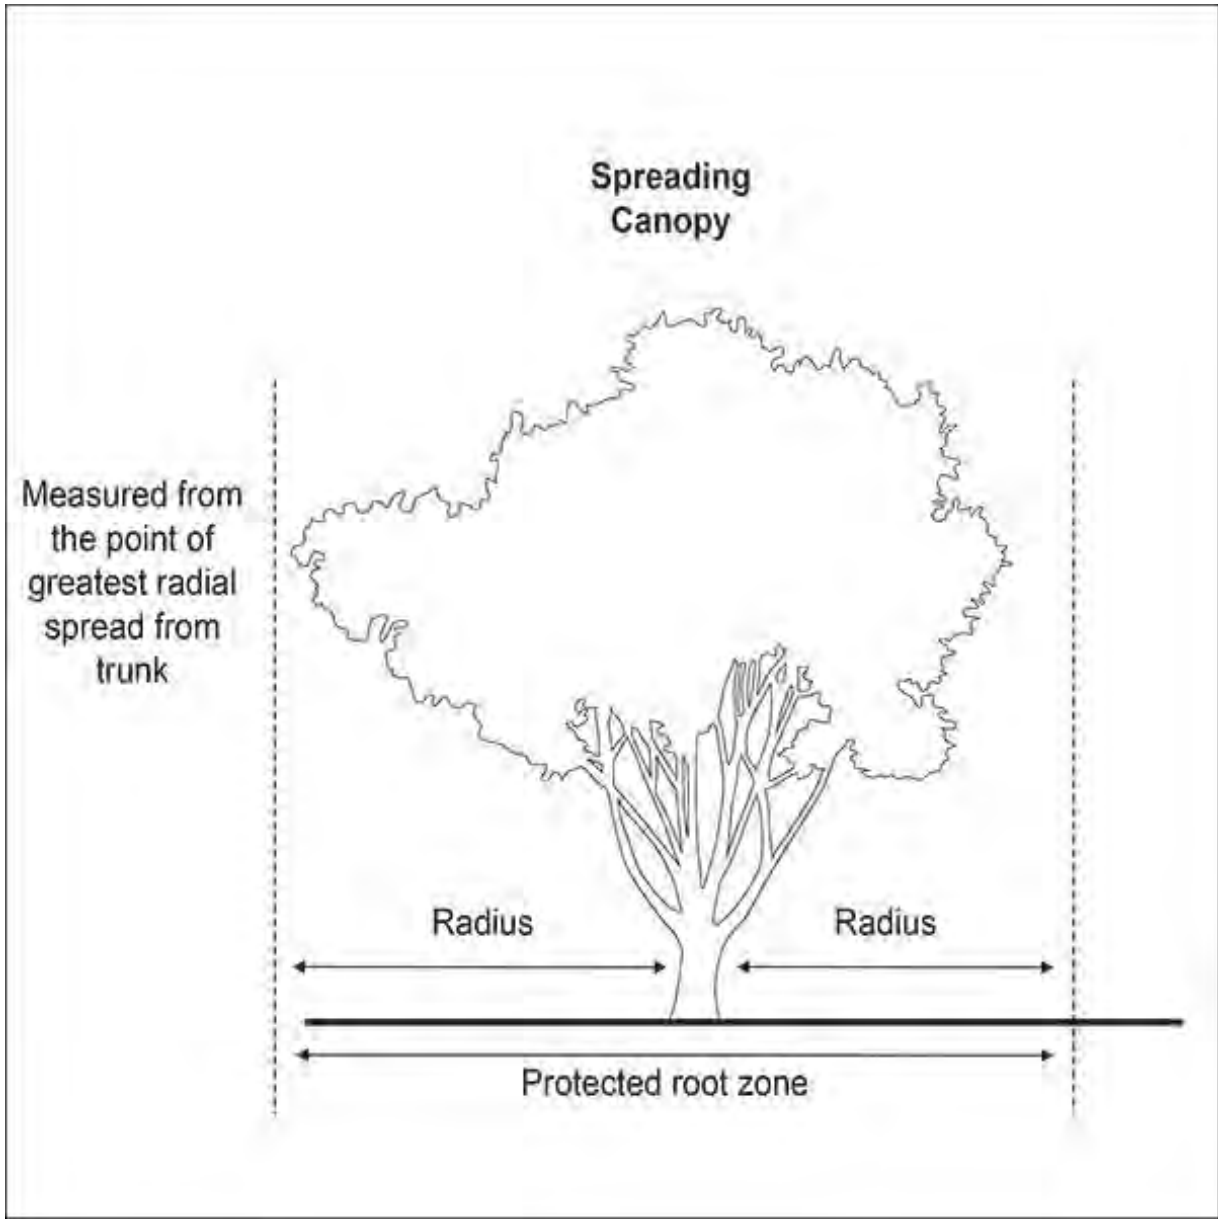 Spreading
Canopy
Measured from
the point of
greatest radial
spread from
trunk
Radius
Radius
Protected root zone